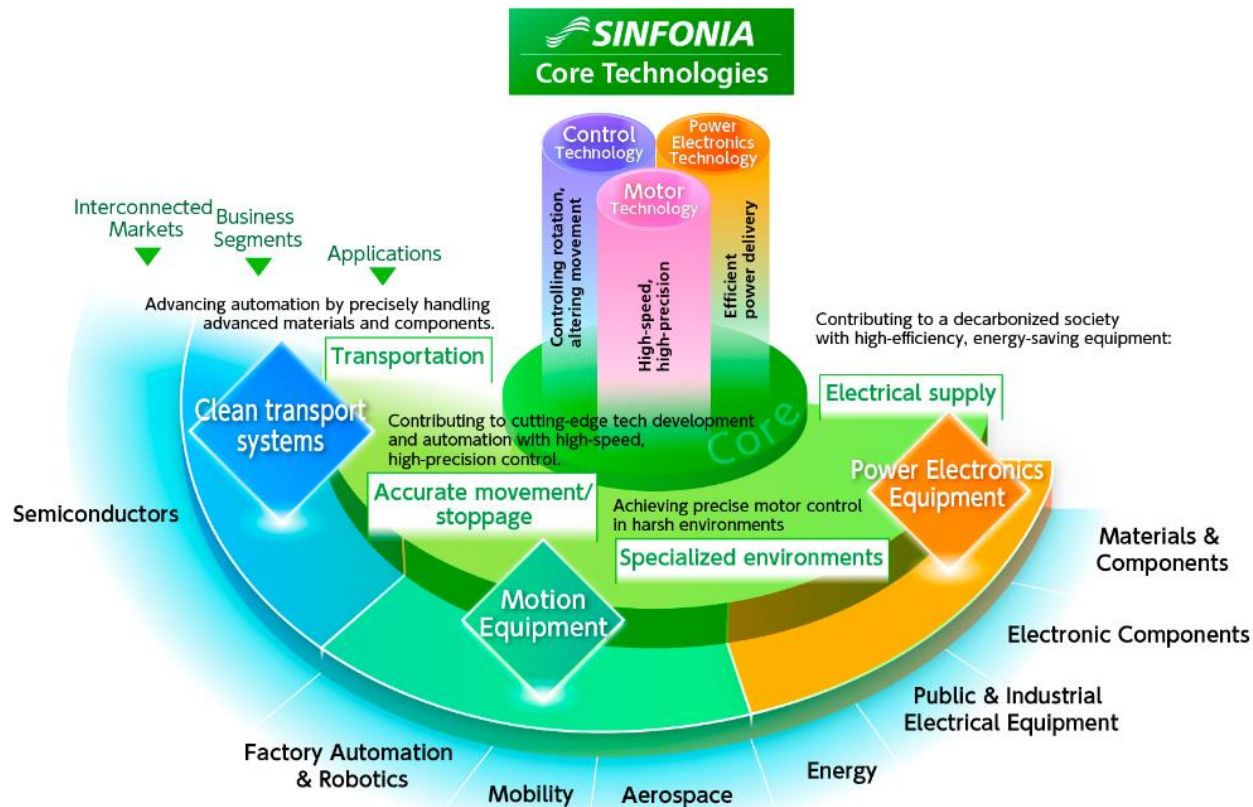 SINFONIA
Core Technologies
Control
Technology
Power
Electronics
Technology
Motor
Technology
Controlling rotation,
altering movement
High-speed,
high-precision
Efficient
power delivery
Core
Interconnected
Markets
Business
Segments
Applications
Advancing automation by precisely handling
advanced materials and components.
Transportation
Clean transport
systems
Contributing to cutting-edge tech development
and automation with high-speed,
high-precision control.
Accurate movement/
stoppage
Motion
Equipment
Achieving precise motor control
in harsh environments
Specialized environments
Contributing to a decarbonized society
with high-efficiency, energy-saving equipment:
Electrical supply
Power Electronics
Equipment
Semiconductors
Factory Automation
& Robotics
Mobility
Aerospace
Energy
Public & Industrial
Electrical Equipment
Electronic Components
Materials &
Components